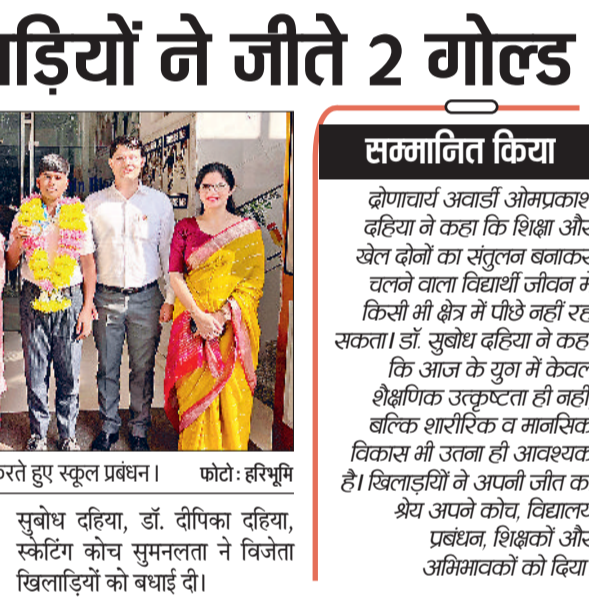 ड़ियों ने जीते 2 गोल्ड
सम्मानित किया
द्रोणाचार्य अवार्डी ओमप्रकाश
दहिया ने कहा कि शिक्षा और
खेल दोनों का संतुलन बनाकर
चलने वाला विद्यार्थी जीवन में
किसी भी क्षेत्र में पीछे नहीं रह
सकता। डॉ. सुबोध दहिया ने कहा
कि आज के युग में केवल
शैक्षणिक उत्कृष्टता ही नहीं,
बल्कि शारीरिक व मानसिक
विकास भी उतना ही आवश्यक
है। खिलाड़ियों ने अपनी जीत का
श्रेय अपने कोच, विद्यालय
प्रबंधन, शिक्षकों और
अभिभावकों को दिया
रते हुए स्कूल प्रबंधन। फोटो : हरिभूमि
सुबोध दहिया, डॉ. दीपिका दहिया,
स्केटिंग कोच सुमनलता ने विजेता
खिलाड़ियों को बधाई दी।